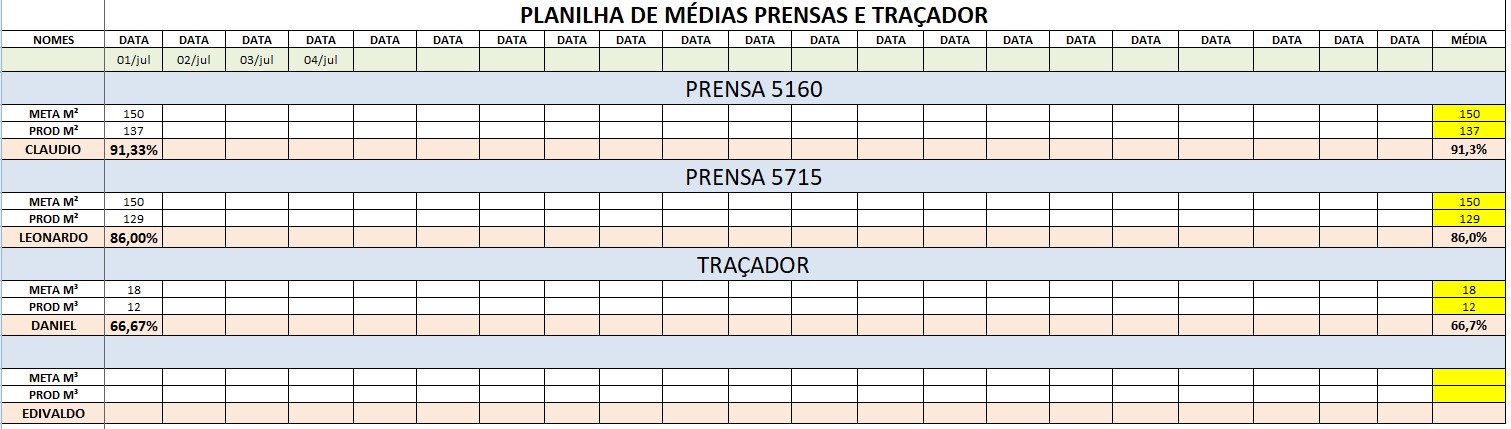 PLANILHA DE MÉDIAS PRENSAS E TRAÇADOR
NOMES DATA DATA DATA DATA DATA DATA DATA DATA DATA DATA DATA DATA DATA DATA DATA DATA DATA DATA DATA DATA DATA MÉDIA
01/jul 02/jul 03/jul 04/jul
PRENSA 5160
META M² 150 150
PROD M² 137 137
CLAUDIO 91,33% 91,3%
PRENSA 5715
META M² 150 150
PROD M² 129 129
LEONARDO 86,00% 86,0%
TRAÇADOR
META M³ 18 18
PROD M³ 12 12
DANIEL 66,67% 66,7%
META M³
PROD M³
EDIVALDO